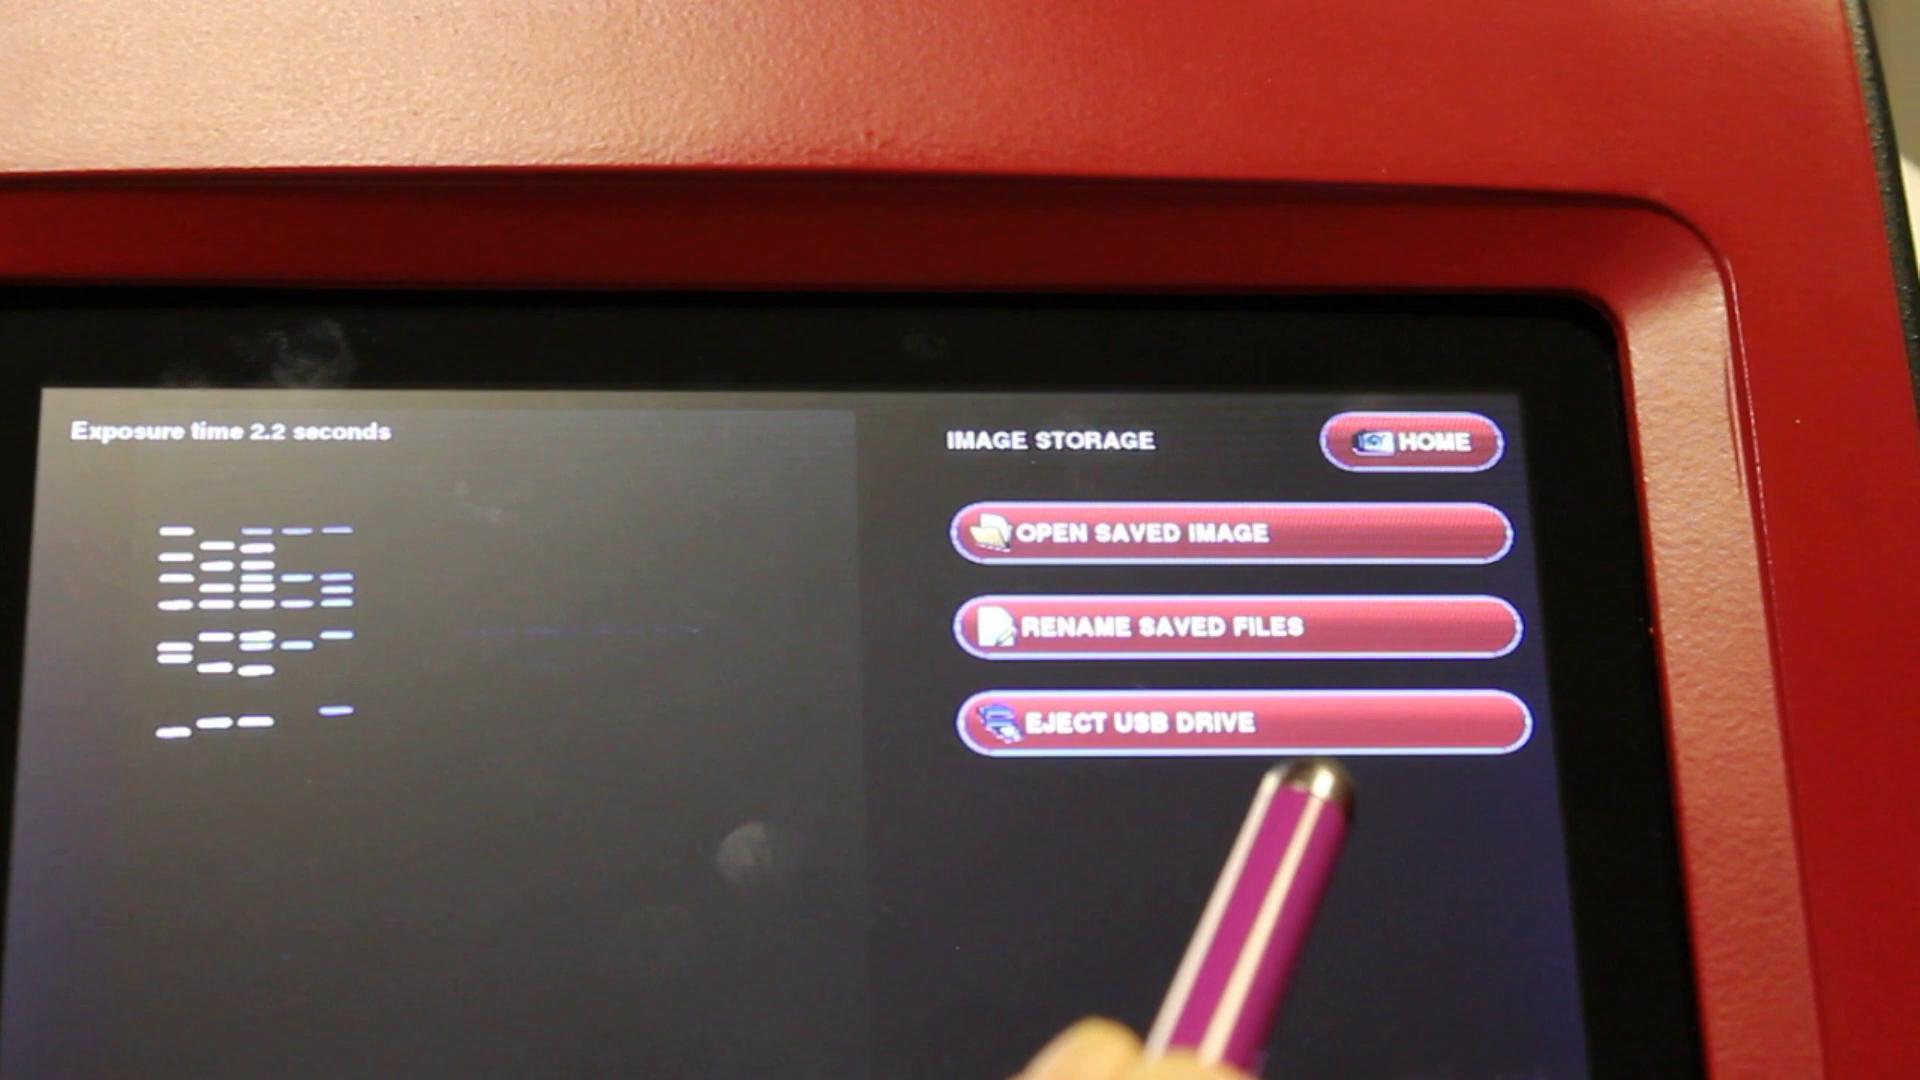 Exposure time 2.2 seconds
IMAGE STORAGE
HOME
OPEN SAVED IMAGE
RENAME SAVED FILES
EJECT USB DRIVE